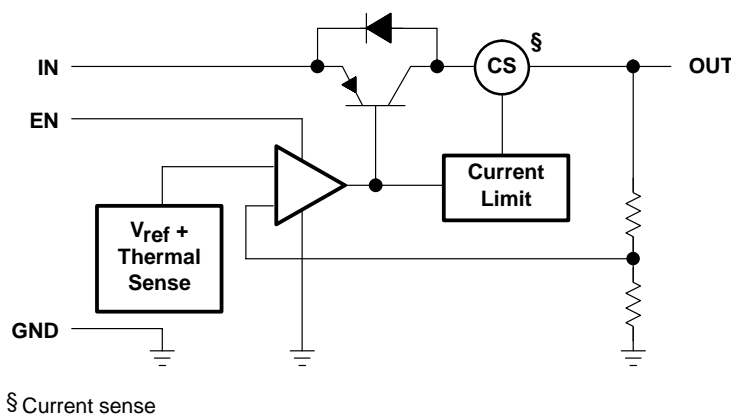 §
IN
CS
OUT
EN
Current
Limit
Vref +
Thermal
Sense
GND
§ Current sense